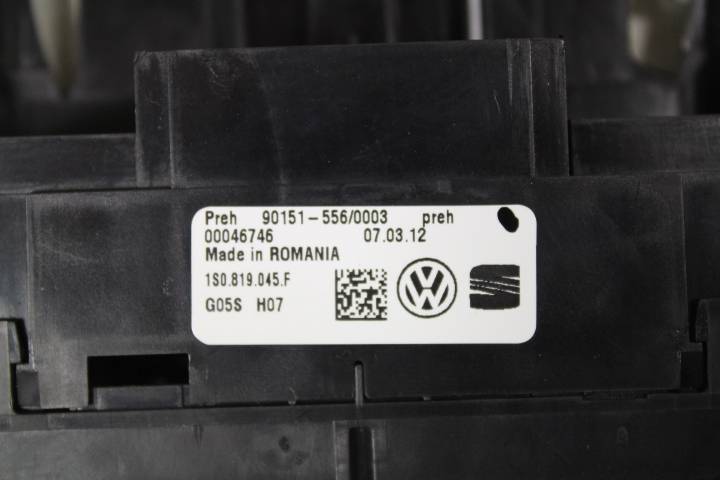 Preh 90151-556/0003 preh
00046746 07.03.12
Made in ROMANIA
1S0.819.045.F
G05S H07